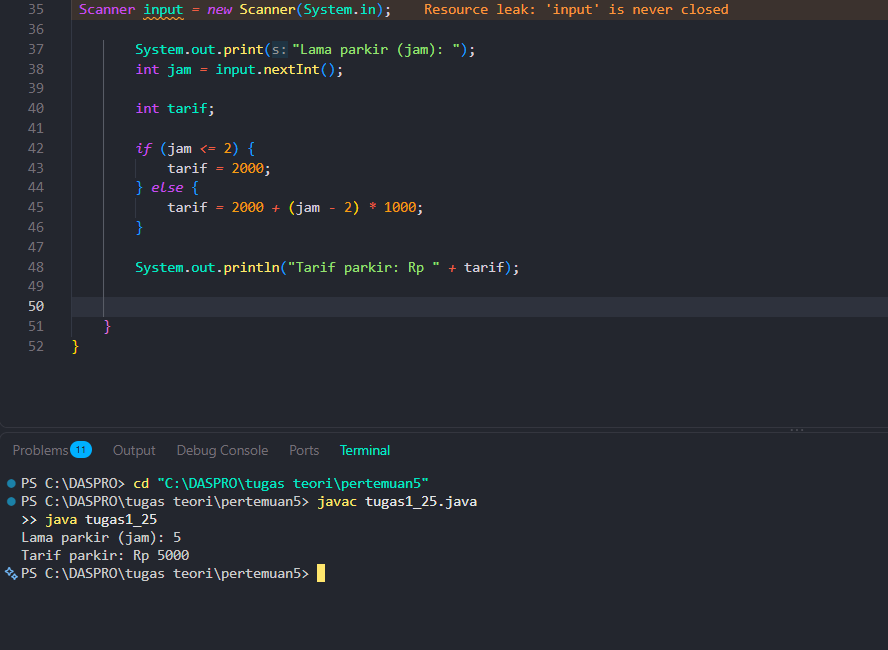 35 Scanner input = new Scanner(System.in); Resource leak: 'input' is never closed
36
37 System.out.print(s: "Lama parkir (jam): ");
38 int jam = input.nextInt();
39
40 int tarif;
41
42 if (jam <= 2) {
43 tarif = 2000;
44 } else {
45 tarif = 2000 + (jam - 2) * 1000;
46 }
47
48 System.out.println("Tarif parkir: Rp " + tarif);
49
50
51 }
52 }
Problems 11 Output Debug Console Ports Terminal
PS C:\DASPRO> cd "C:\DASPRO\tugas teori\pertemuan5"
PS C:\DASPRO\tugas teori\pertemuan5> javac tugas1_25.java
>> java tugas1_25
Lama parkir (jam): 5
Tarif parkir: Rp 5000
PS C:\DASPRO\tugas teori\pertemuan5>